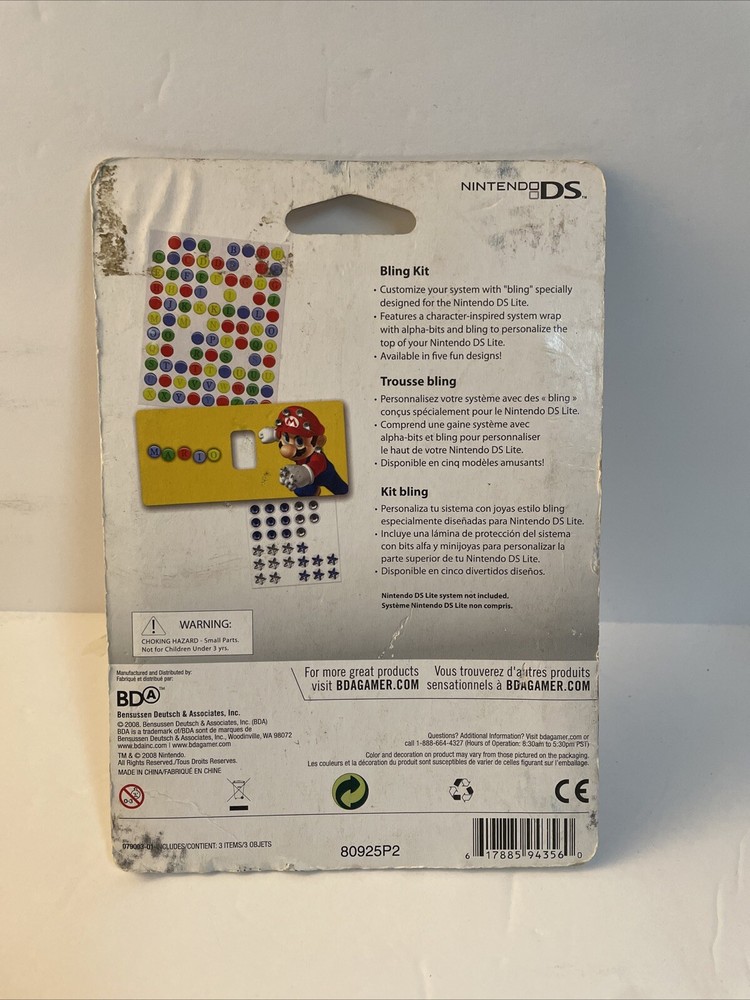 NINTENDO DS™
Bling Kit
• Customize your system with "bling" specially
designed for the Nintendo DS Lite.
• Features a character-inspired system wrap
with alpha-bits and bling to personalize the
top of your Nintendo DS Lite.
• Available in five fun designs!
Trousse bling
• Personnalisez votre système avec des « bling »
conçus spécialement pour le Nintendo DS Lite.
• Comprend une gaine système avec
alpha-bits et bling pour personnaliser
le haut de votre Nintendo DS Lite.
• Disponible en cinq modèles amusants!
Kit bling
• Personaliza tu sistema con joyas estilo bling
especialmente diseñadas para Nintendo DS Lite.
• Incluye una lámina de protección del sistema
con bits alfa y minijoyas para personalizar la
parte superior de tu Nintendo DS Lite.
• Disponible en cinco divertidos diseños.
Nintendo DS Lite system not included.
Système Nintendo DS Lite non compris.
MARIO
M
WARNING:
CHOKING HAZARD - Small Parts.
Not for Children Under 3 yrs.
For more great products
visit BDAGAMER.COM
Vous trouverez d'autres produits
sensationnels à BDAGAMER.COM
Manufactured and Distributed by:
Fabriqué et distribué par:
BDA™
Bensussen Deutsch & Associates, Inc.
© 2008. Bensussen Deutsch & Associates, Inc. (BDA)
BDA is a trademark of/BDA sont de marques de
Bensussen Deutsch & Associates, Inc., Woodinville, WA 98072
www.bdainc.com | www.bdagamer.com
TM & © 2008 Nintendo.
All Rights Reserved./Tous Droits Reserves.
MADE IN CHINA/FABRIQUÉ EN CHINE
Questions? Additional Information? Visit bdagamer.com or
call 1-888-664-4327 (Hours of Operation: 8:30am to 5:30pm PST)
Color and decoration on product may vary from those pictured on the packaging.
Les couleurs et la décoration du produit sont susceptibles de varier de celles figurant sur l'emballage.
0-3
CE
079093-01 INCLUDES/CONTENT: 3 ITEMS/3 OBJETS
80925P2
6 17885 94356 0